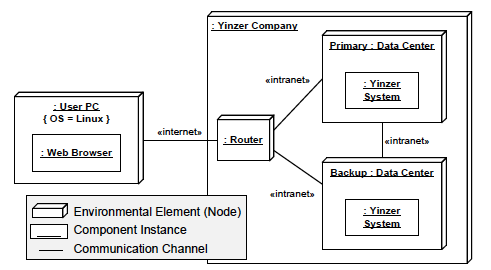 : Yinzer Company
Primary : Data Center
: Yinzer
System
«intranet»
: User PC
{ OS = Linux }
: Web Browser
«internet»
: Router
«intranet»
«intranet»
Backup : Data Center
: Yinzer
System
Environmental Element (Node)
Component Instance
Communication Channel